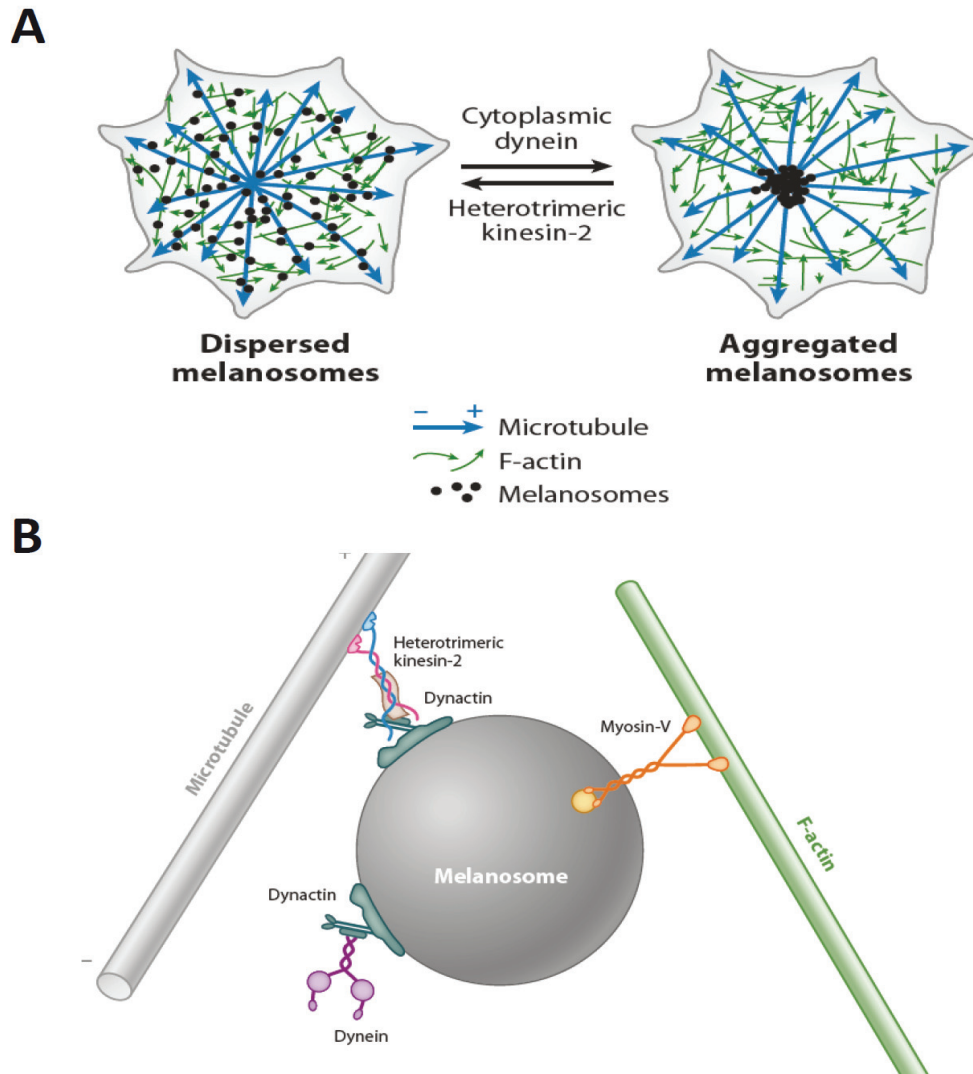 A
Cytoplasmic
dynein
Heterotrimeric
kinesin-2
Dispersed
melanosomes
Aggregated
melanosomes
− +
Microtubule
F-actin
Melanosomes
B
+
Heterotrimeric
kinesin-2
Dynactin
Microtubule
Myosin-V
F-actin
Melanosome
Dynactin
−
Dynein